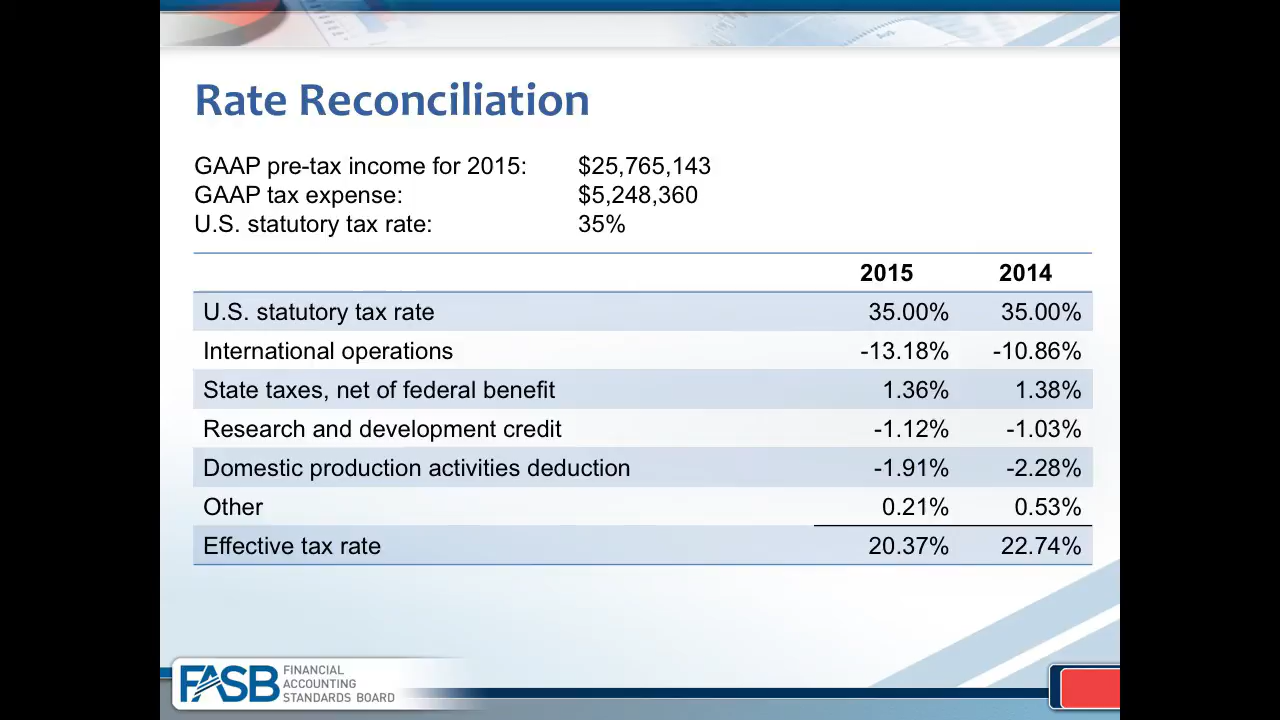 Rate Reconciliation
GAAP pre-tax income for 2015: $25,765,143
GAAP tax expense: $5,248,360
U.S. statutory tax rate: 35%
2015 2014
U.S. statutory tax rate 35.00% 35.00%
International operations -13.18% -10.86%
State taxes, net of federal benefit 1.36% 1.38%
Research and development credit -1.12% -1.03%
Domestic production activities deduction -1.91% -2.28%
Other 0.21% 0.53%
Effective tax rate 20.37% 22.74%
FASB
FINANCIAL
ACCOUNTING
STANDARDS BOARD